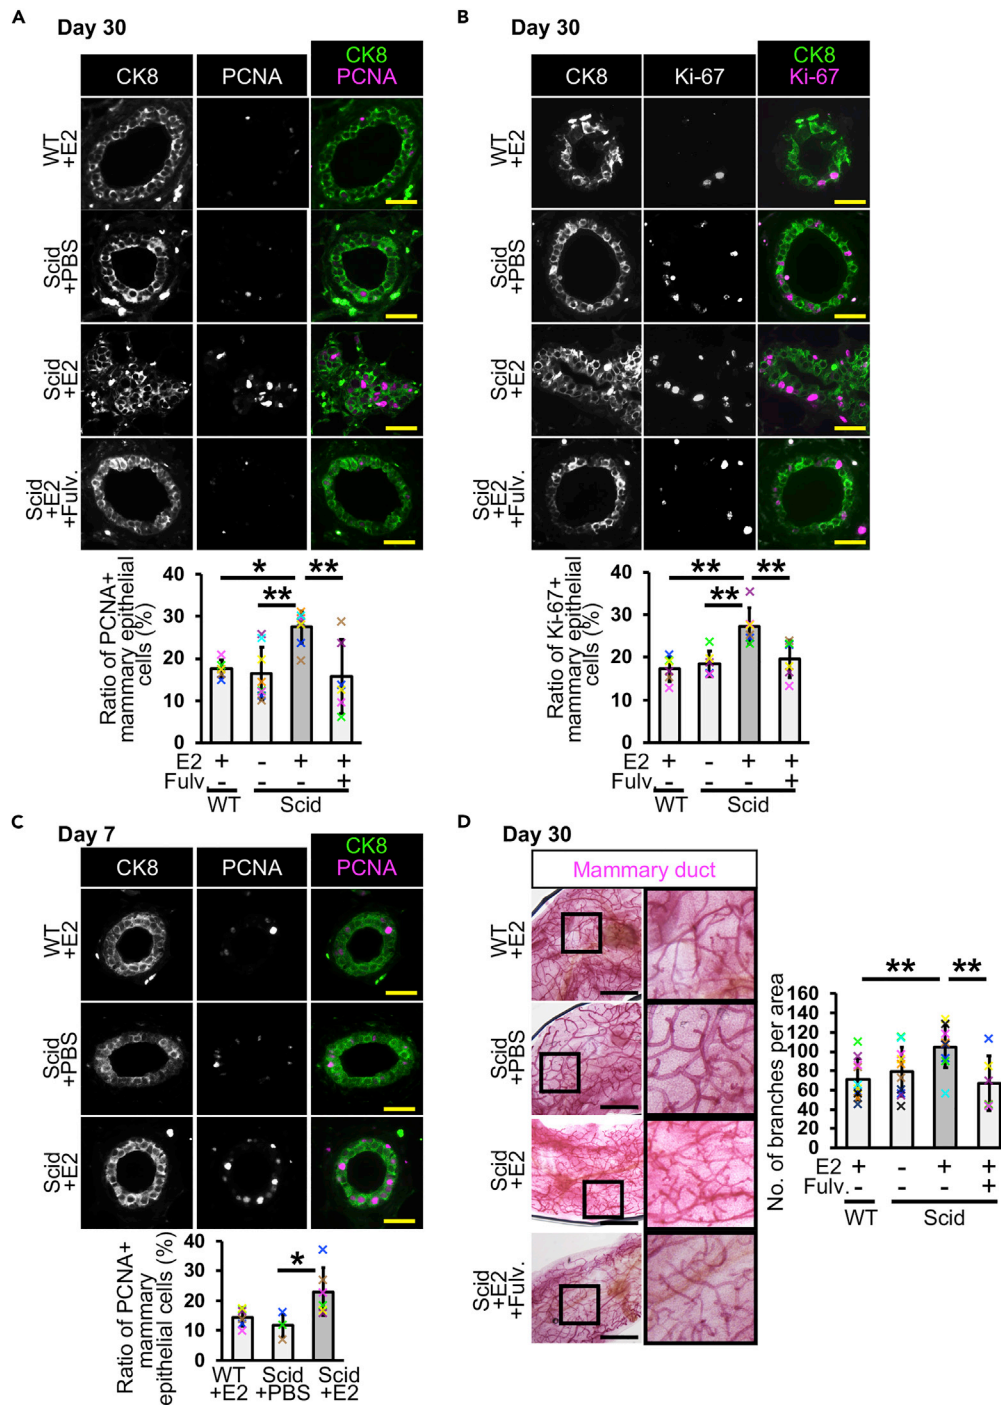 A
Day 30
CK8
PCNA
CK8
PCNA
WT
+E2
Scid
+PBS
Scid
+E2
Scid
+E2
+Fulv.
Ratio of PCNA+
mammary epithelial
cells (%)
40
30
20
10
0
*
**
**
E2 + - + +
Fulv. - - - +
WT Scid
B
Day 30
CK8
Ki-67
CK8
Ki-67
WT
+E2
Scid
+PBS
Scid
+E2
Scid
+E2
+Fulv.
Ratio of Ki-67+
mammary epithelial
cells (%)
40
30
20
10
0
**
**
**
E2 + - + +
Fulv. - - - +
WT Scid
C
Day 7
CK8
PCNA
CK8
PCNA
WT
+E2
Scid
+PBS
Scid
+E2
Ratio of PCNA+
mammary
epithelial cells (%)
40
30
20
10
0
*
WT Scid Scid
+E2 +PBS +E2
D
Day 30
Mammary duct
WT
+E2
Scid
+PBS
Scid
+E2
Scid
+E2
+Fulv.
No. of branches per area
160
140
120
100
80
60
40
20
0
**
**
E2 + - + +
Fulv. - - - +
WT Scid